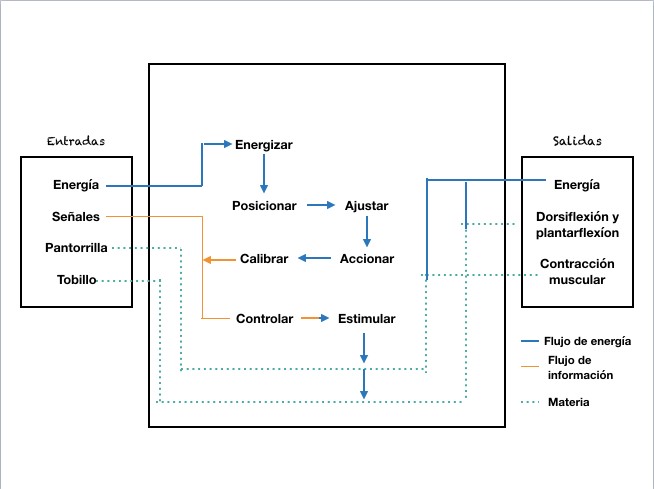 Entradas
Energía
Señales
Pantorrilla
Tobillo
Energizar
Posicionar
Ajustar
Calibrar
Accionar
Controlar
Estimular
Salidas
Energía
Dorsiflexión y
plantarflexíon
Contracción
muscular
Flujo de energía
Flujo de
información
Materia